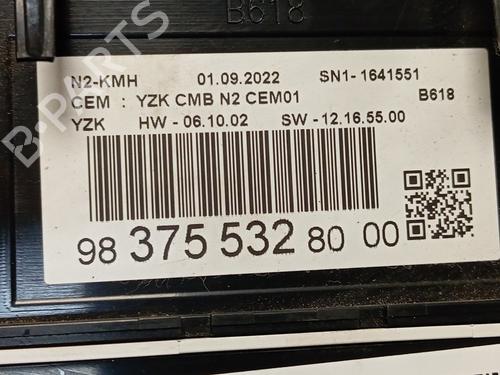 B618
N2-KMH 01.09.2022 SN1-1641551
CEM : YZK CMB N2 CEM01 B618
YZK HW-06.10.02 SW-12.16.55.00
98 375 532 80 00
B-PARTS